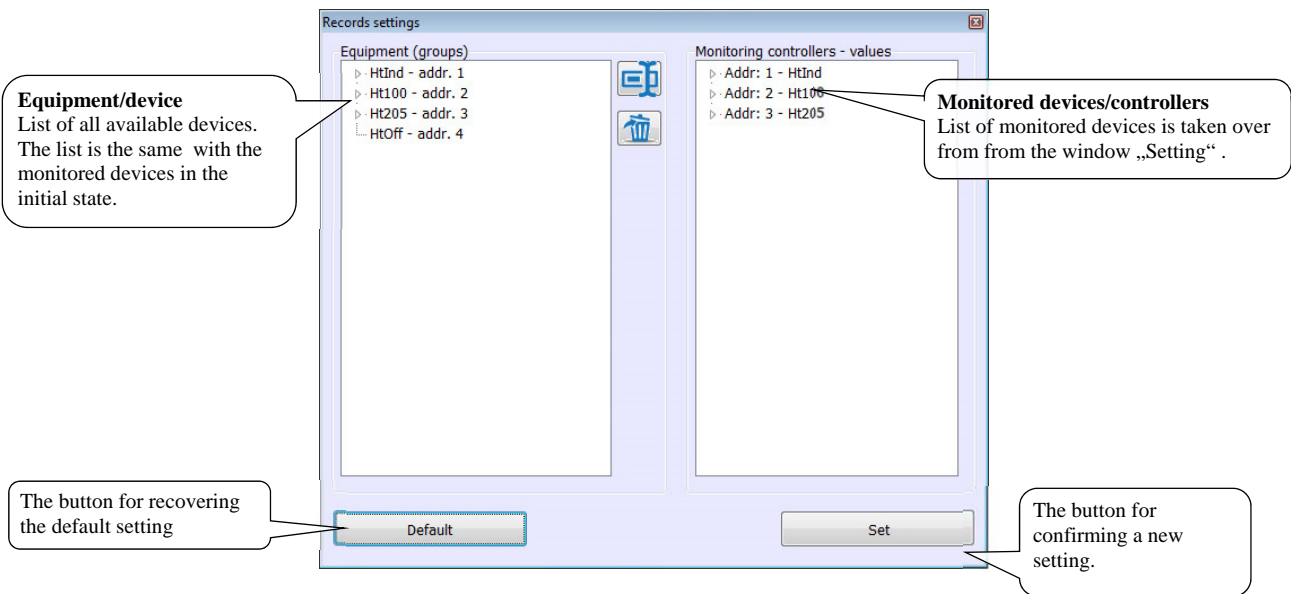 Records settings
Equipment (groups)
HtInd - addr. 1
Ht100 - addr. 2
Ht205 - addr. 3
HtOff - addr. 4
Monitoring controllers - values
Addr: 1 - HtInd
Addr: 2 - Ht100
Addr: 3 - Ht205
Equipment/device
List of all available devices.
The list is the same  with the
monitored devices in the
initial state.
Monitored devices/controllers
List of monitored devices is taken over
from from the window „Setting“ .
The button for recovering
the default setting
Default
Set
The button for
confirming a new
setting.